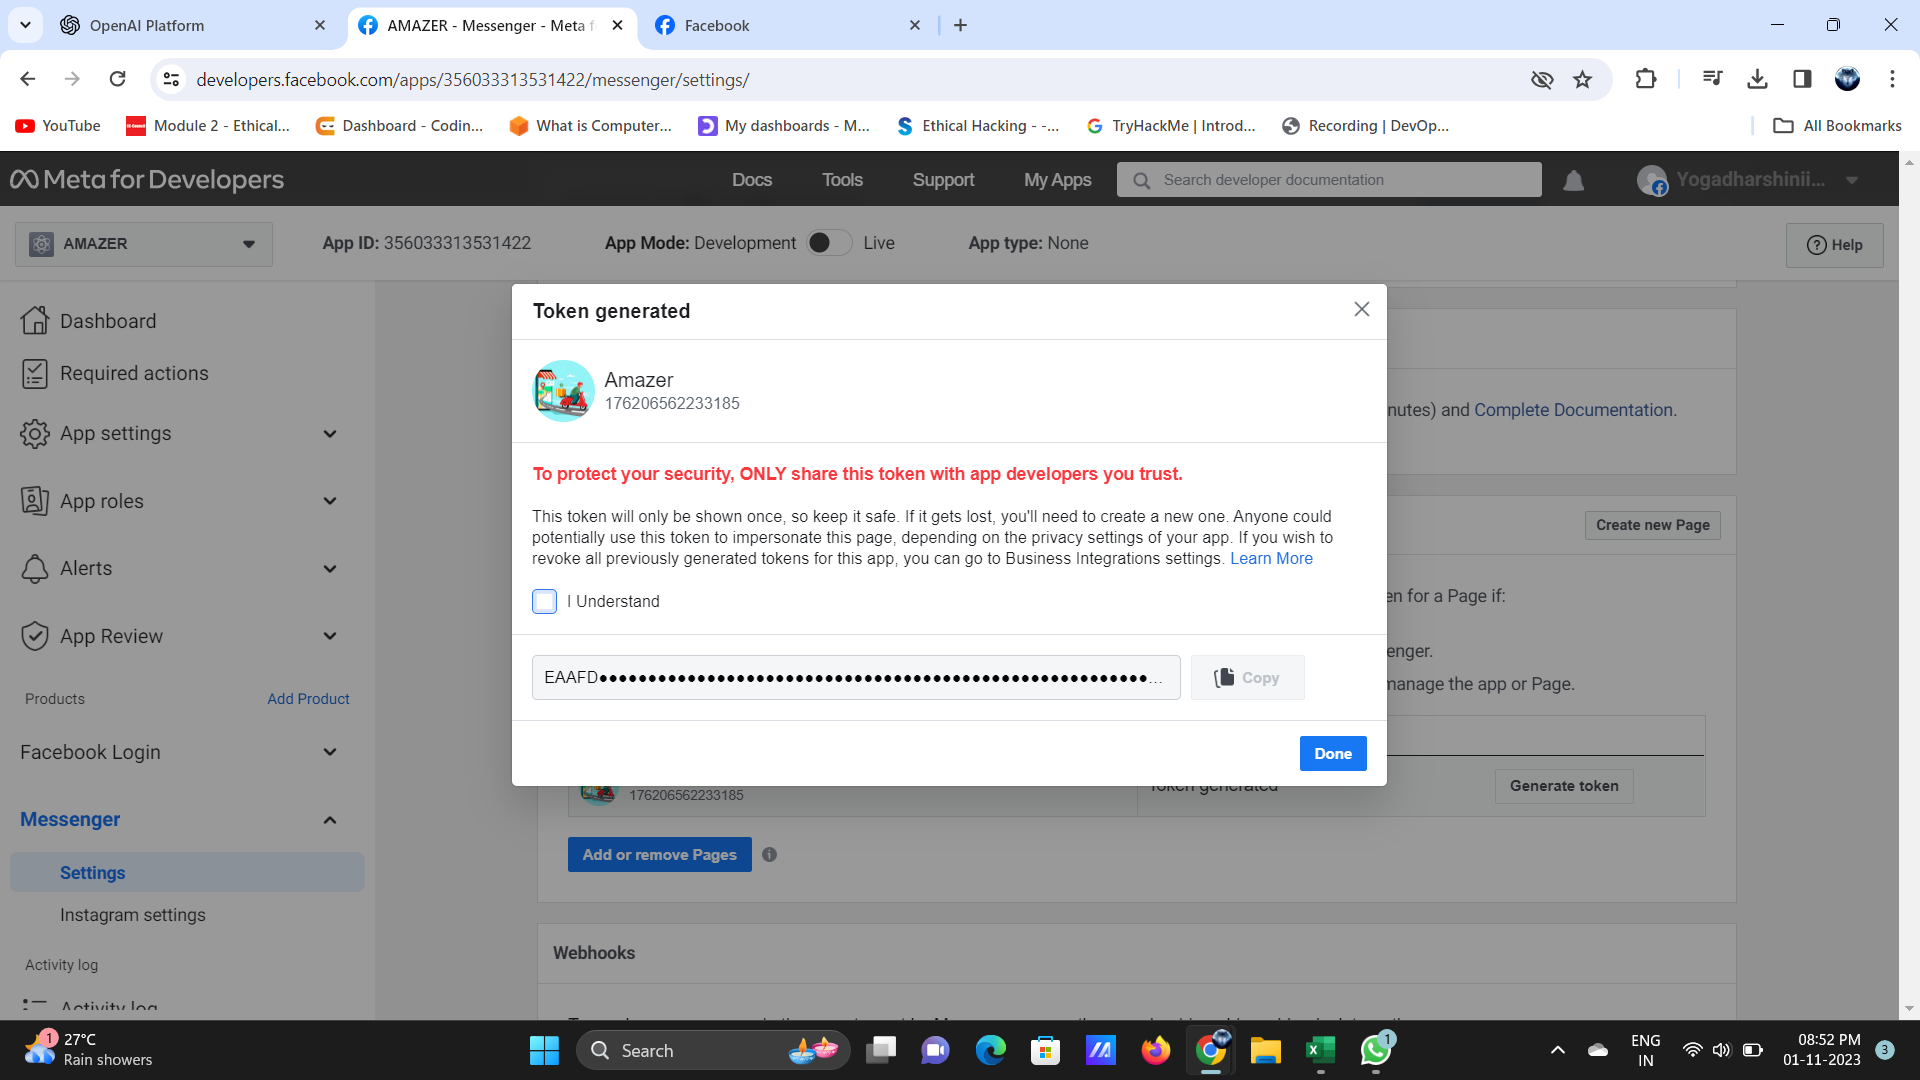 OpenAI Platform
AMAZER - Messenger - Meta f
Facebook
developers.facebook.com/apps/356033313531422/messenger/settings/
YouTube
Module 2 - Ethical...
Dashboard - Codin...
What is Computer...
My dashboards - M...
Ethical Hacking - -...
TryHackMe | Introd...
Recording | DevOp...
All Bookmarks
Meta for Developers
Docs
Tools
Support
My Apps
Search developer documentation
Yogadharshinii...
AMAZER
App ID: 356033313531422
App Mode: Development
Live
App type: None
Help
Dashboard
Required actions
App settings
App roles
Alerts
App Review
Products
Add Product
Facebook Login
Messenger
Settings
Instagram settings
Activity log
Activity log
Token generated
Amazer
176206562233185
To protect your security, ONLY share this token with app developers you trust.
This token will only be shown once, so keep it safe. If it gets lost, you'll need to create a new one. Anyone could
potentially use this token to impersonate this page, depending on the privacy settings of your app. If you wish to
revoke all previously generated tokens for this app, you can go to Business Integrations settings. Learn More
I Understand
EAAFD●●●●●●●●●●●●●●●●●●●●●●●●●●●●●●●●●●●●●●●●●●●●●●●●●●●●●●●●●...
Copy
Done
nutes) and Complete Documentation.
Create new Page
en for a Page if:
enger.
manage the app or Page.
176206562233185
Token generated
Generate token
Add or remove Pages
Webhooks
1
27°C
Rain showers
Search
1
ENG
IN
08:52 PM
01-11-2023
3